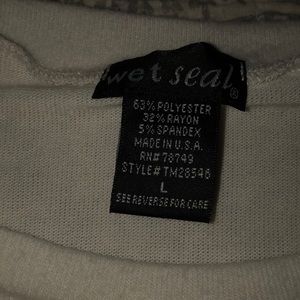 wet seal®
63% POLYESTER
32% RAYON
5% SPANDEX
MADE IN U.S.A.
RN# 78749
STYLE# TM28546
L
SEE REVERSE FOR CARE